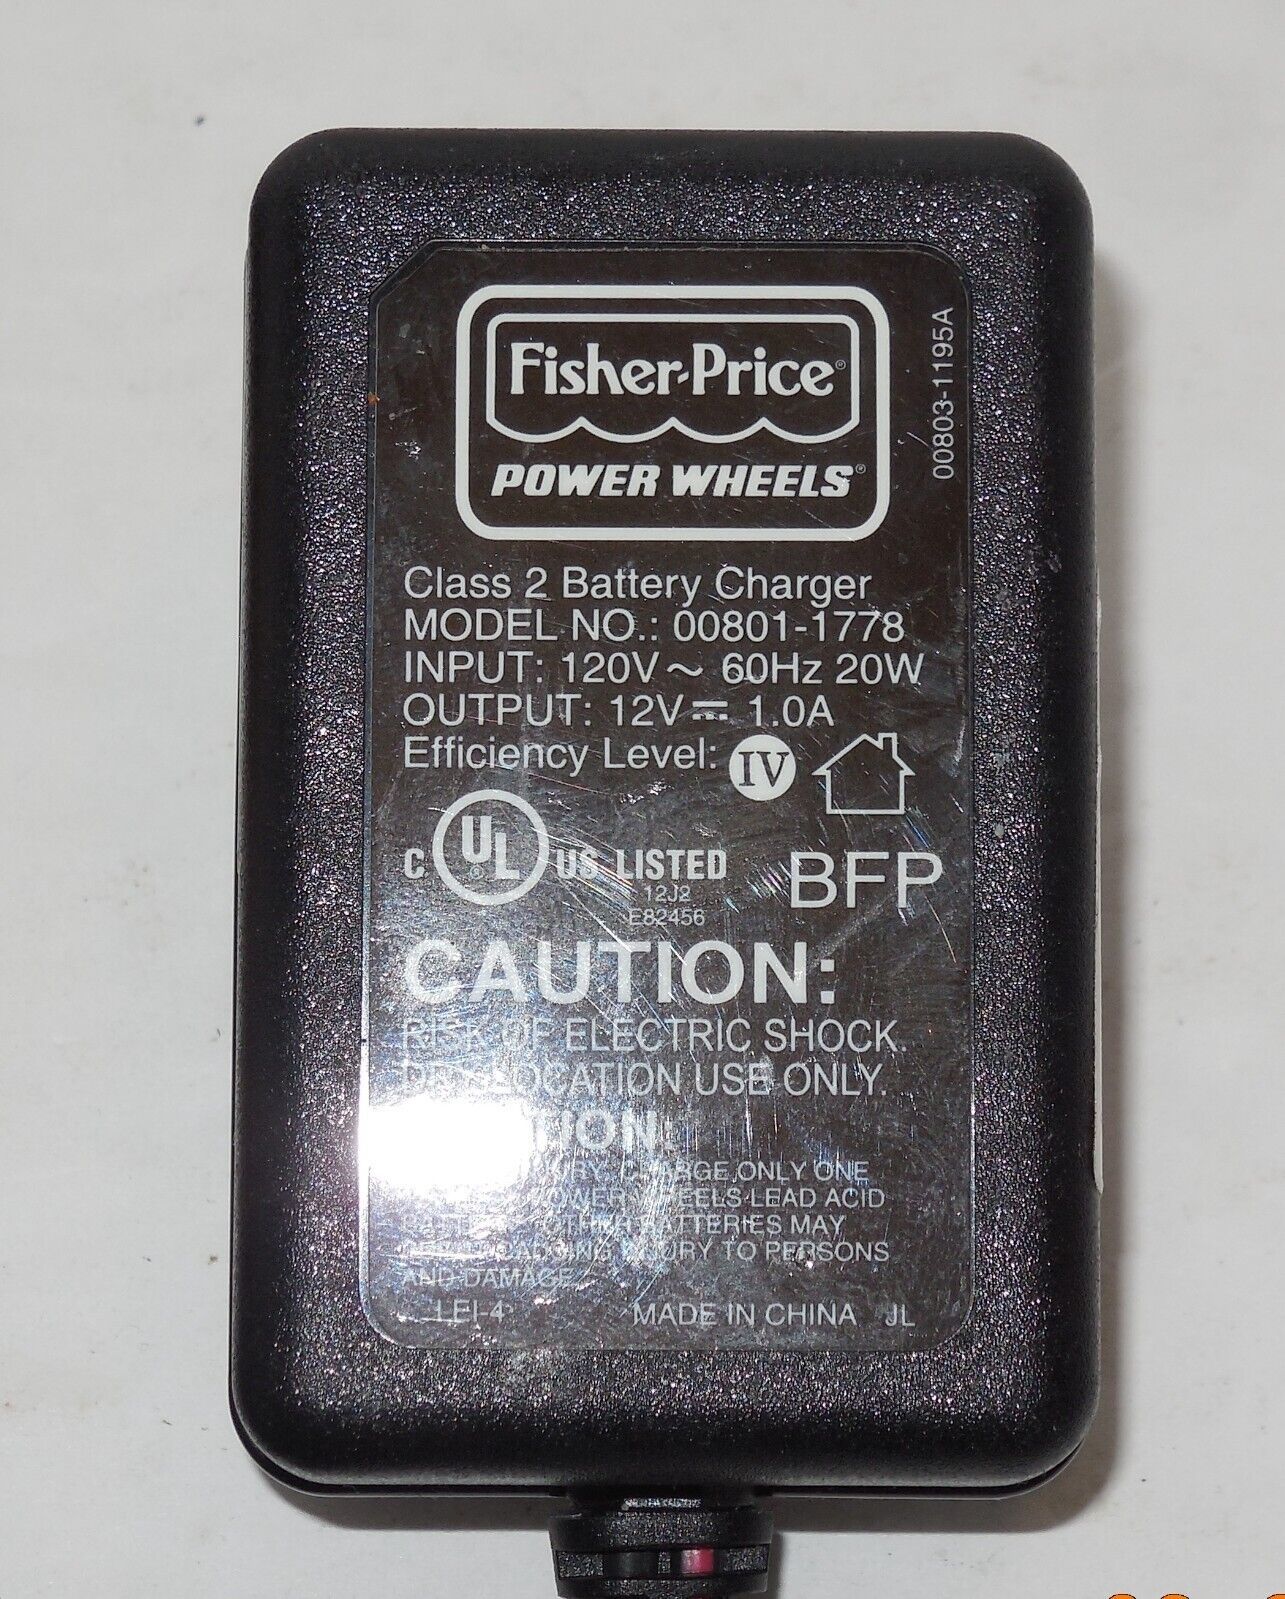 Fisher-Price®
POWER WHEELS®
00803-1195A
Class 2 Battery Charger
MODEL NO.: 00801-1778
INPUT: 120V ~ 60Hz 20W
OUTPUT: 12V ⎓ 1.0A
Efficiency Level: IV
C UL® US LISTED
12J2
E82456
BFP
CAUTION:
RISK OF ELECTRIC SHOCK.
DRY LOCATION USE ONLY.
CHARGE ONLY ONE
POWER WHEELS LEAD ACID
OTHER BATTERIES MAY
CAUSING INJURY TO PERSONS
AND DAMAGE.
LEI-4 MADE IN CHINA JL